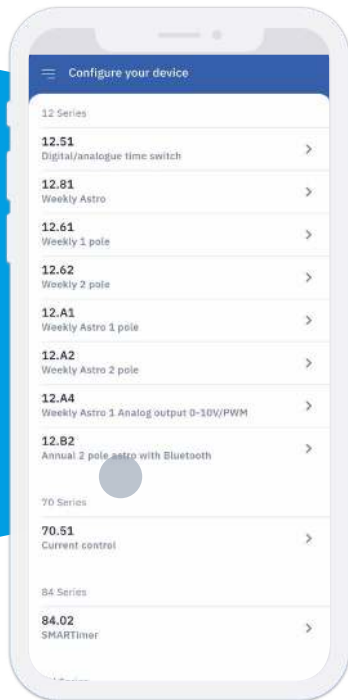 Configure your device
12 Series
12.51
Digital/analogue time switch
12.81
Weekly Astro
12.61
Weekly 1 pole
12.62
Weekly 2 pole
12.A1
Weekly Astro 1 pole
12.A2
Weekly Astro 2 pole
12.A4
Weekly Astro 1 Analog output 0-10V/PWM
12.B2
Annual 2 pole astro with Bluetooth
70 Series
70.51
Current control
84 Series
84.02
SMARTimer